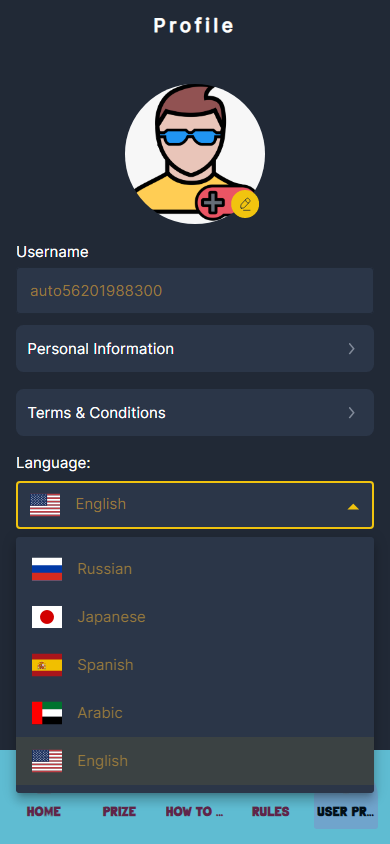 Profile
Username
auto56201988300
Personal Information
Terms & Conditions
Language:
English
Russian
Japanese
Spanish
Arabic
English
HOME PRIZE HOW TO ... RULES USER PR...